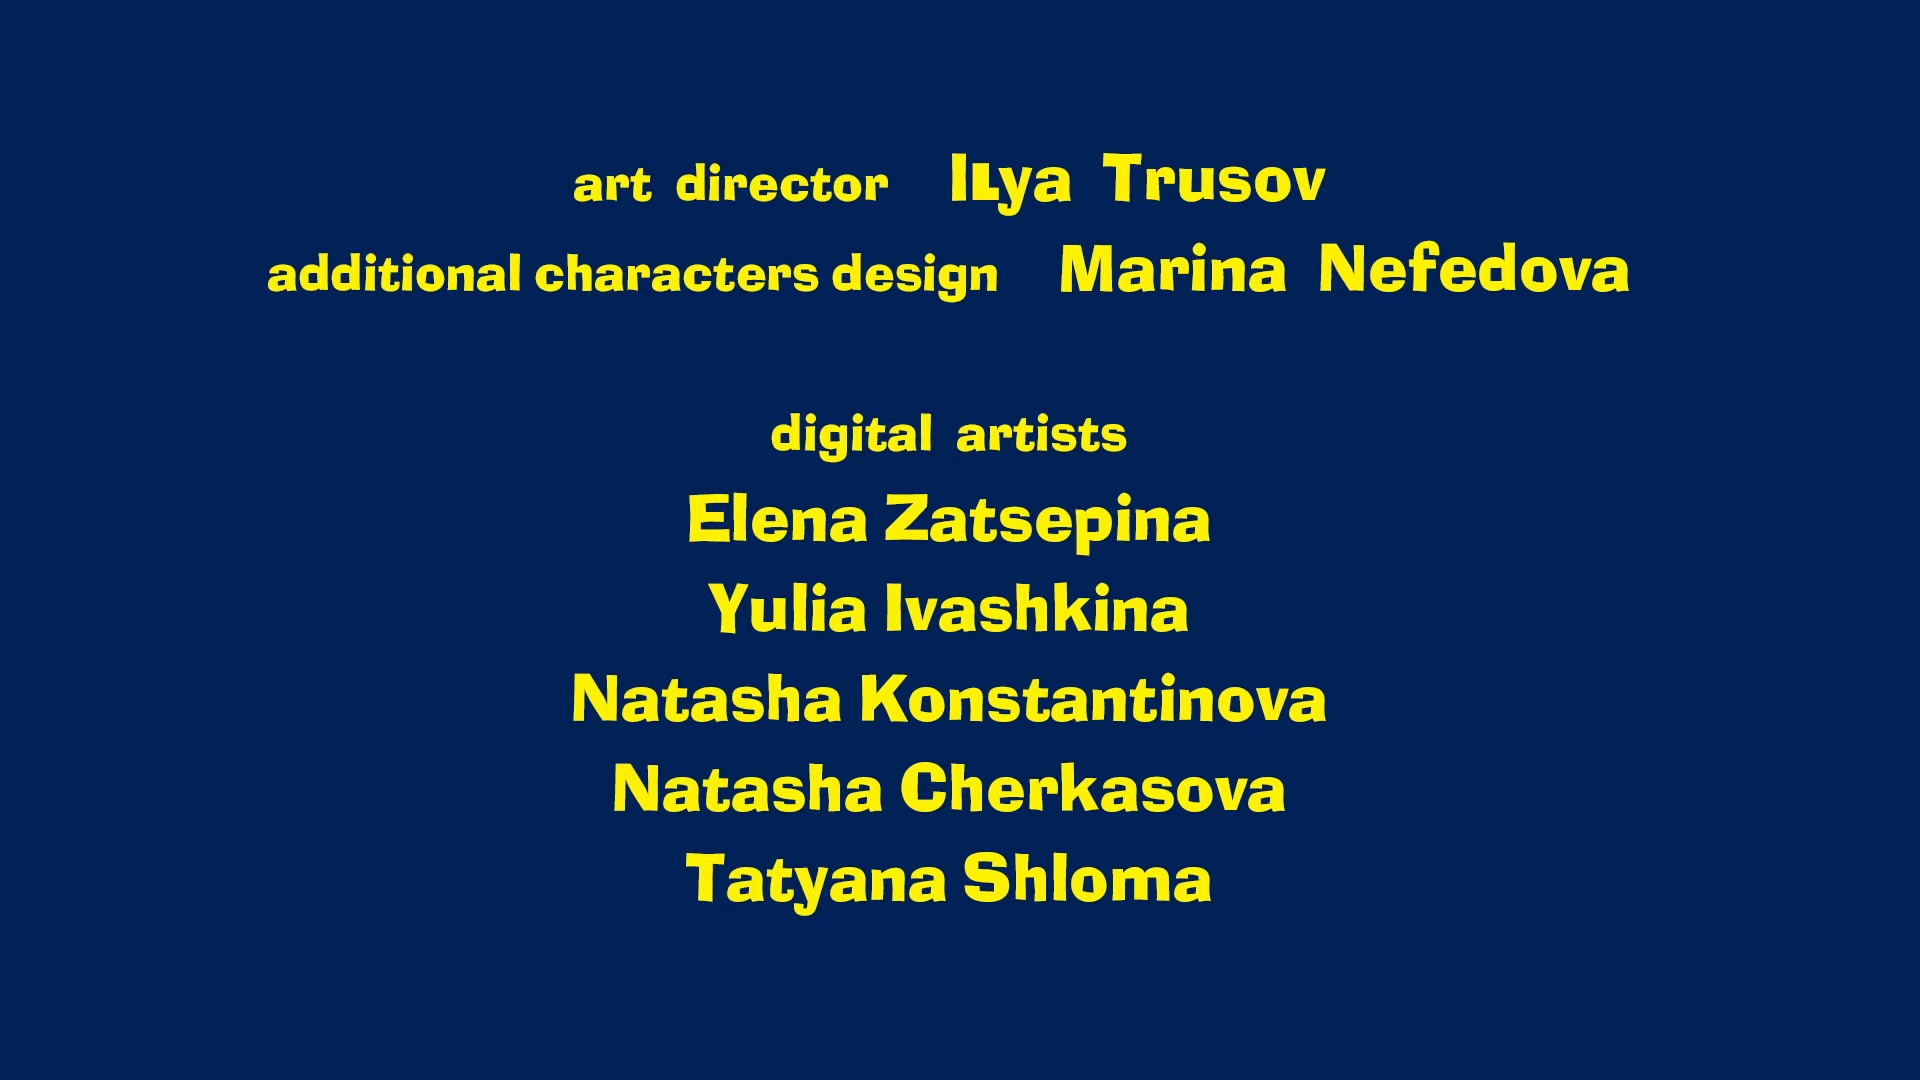 art director ILya Trusov
additional characters design Marina Nefedova
digital artists
Elena Zatsepina
Yulia Ivashkina
Natasha Konstantinova
Natasha Cherkasova
Tatyana Shloma